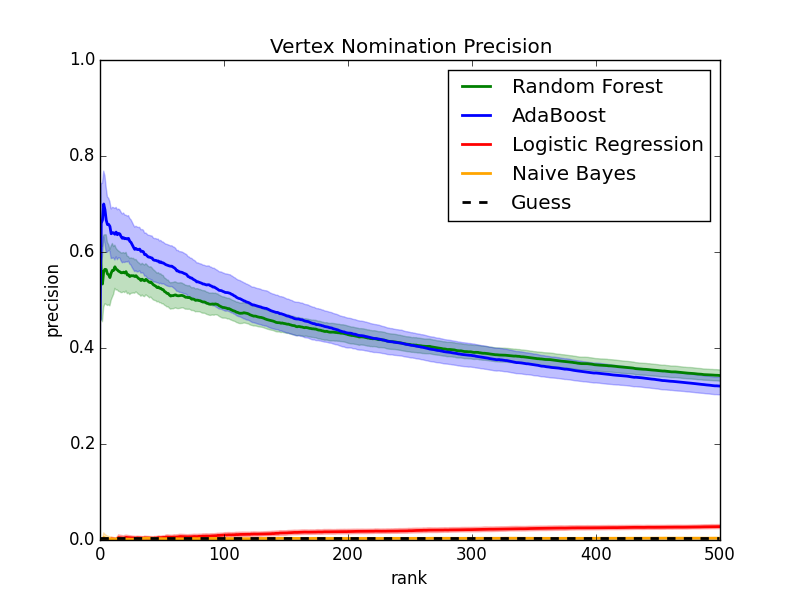 Vertex Nomination Precision
1.0
0.8
0.6
0.4
0.2
0.0
precision
Random Forest
AdaBoost
Logistic Regression
Naive Bayes
Guess
0 100 200 300 400 500
rank